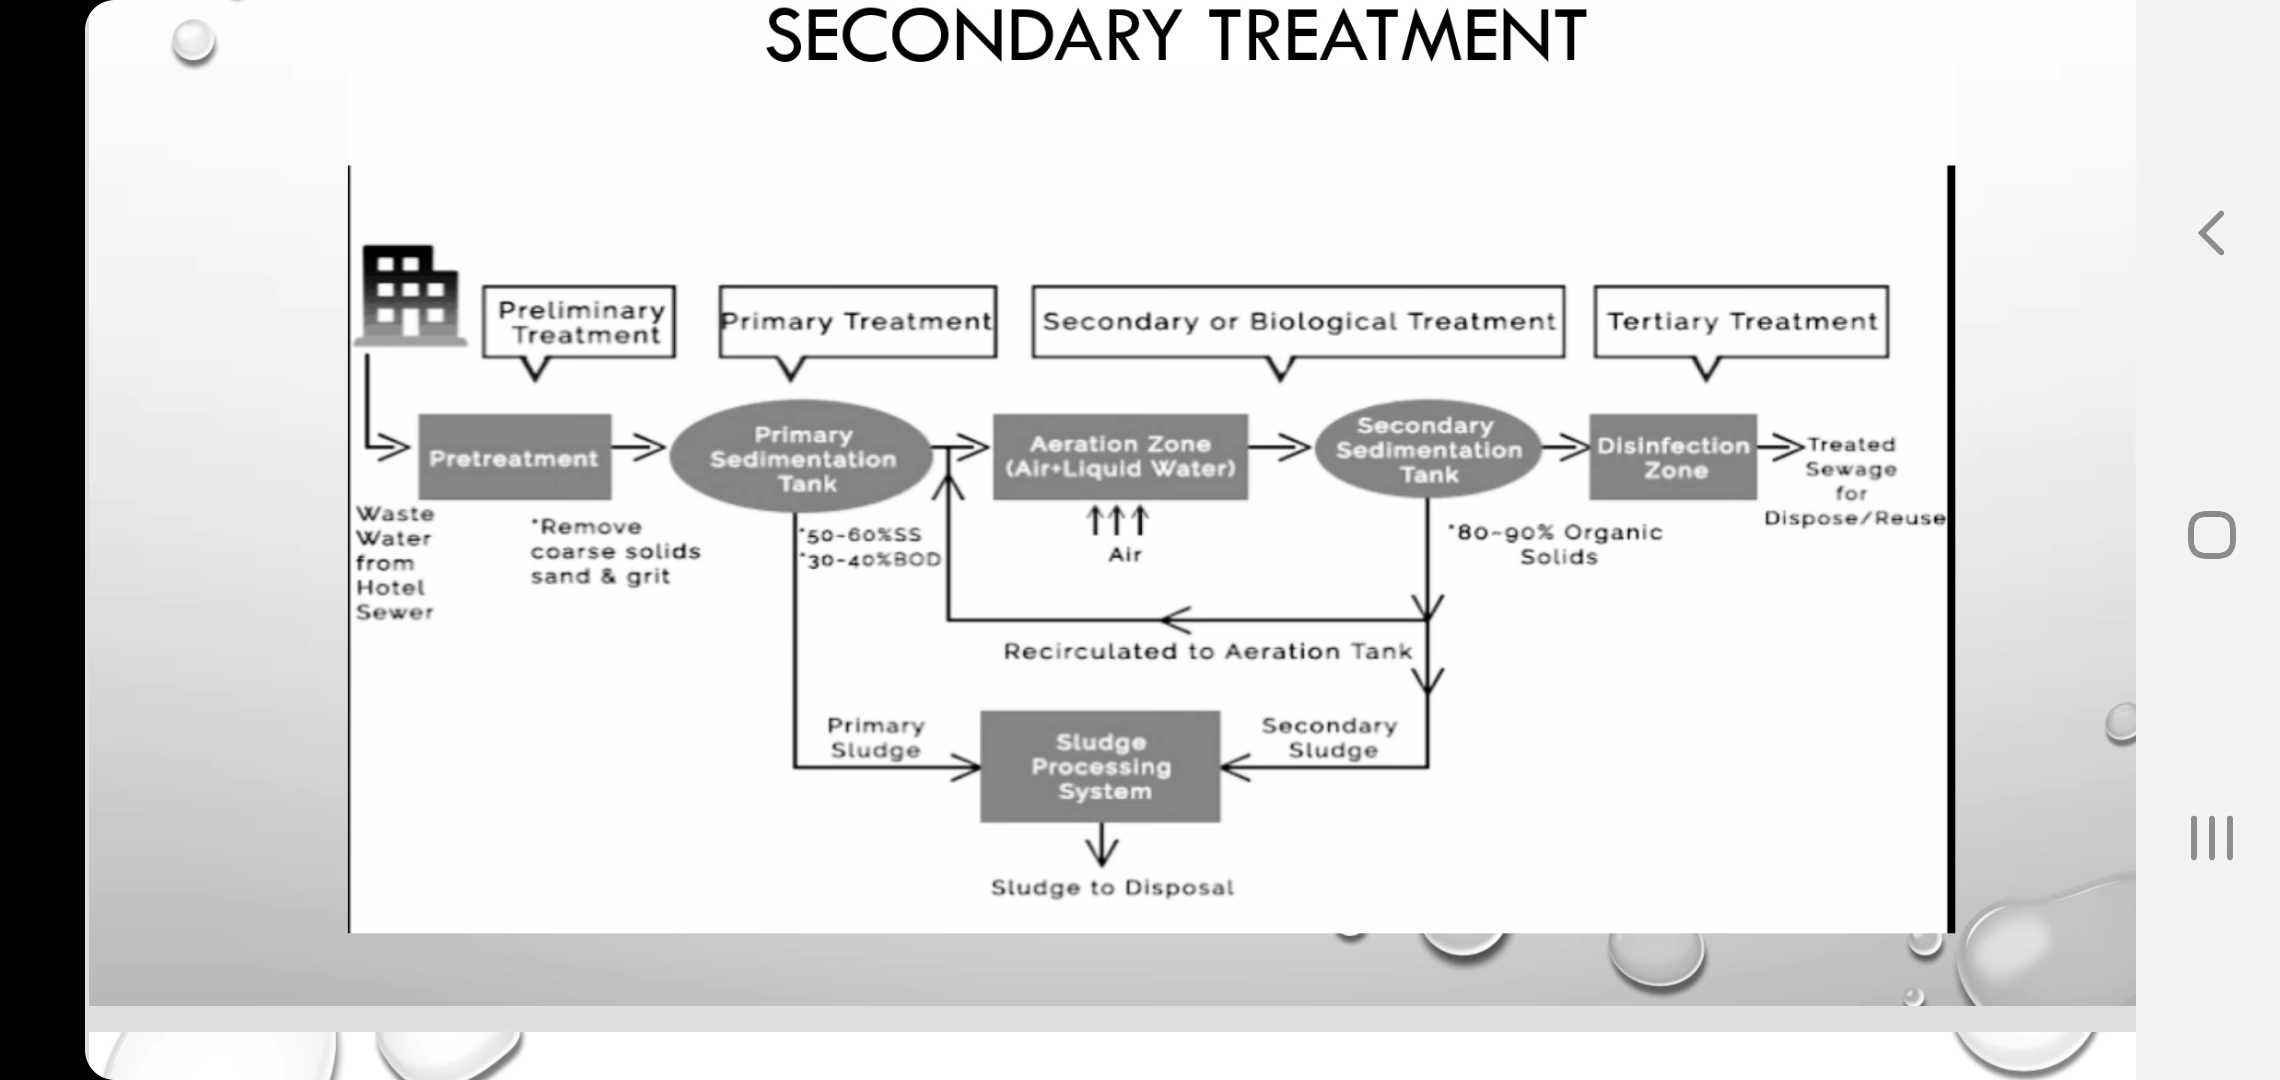 SECONDARY TREATMENT
Preliminary
Treatment
Primary Treatment
Secondary or Biological Treatment
Tertiary Treatment
Pretreatment
Primary
Sedimentation
Tank
Aeration Zone
(Air+Liquid Water)
Secondary
Sedimentation
Tank
Disinfection
Zone
Treated
Sewage
for
Dispose/Reuse
Waste
Water
from
Hotel
Sewer
*Remove
coarse solids
sand & grit
*50-60%SS
*30-40%BOD
Air
*80-90% Organic
Solids
Recirculated to Aeration Tank
Primary
Sludge
Sludge
Processing
System
Secondary
Sludge
Sludge to Disposal